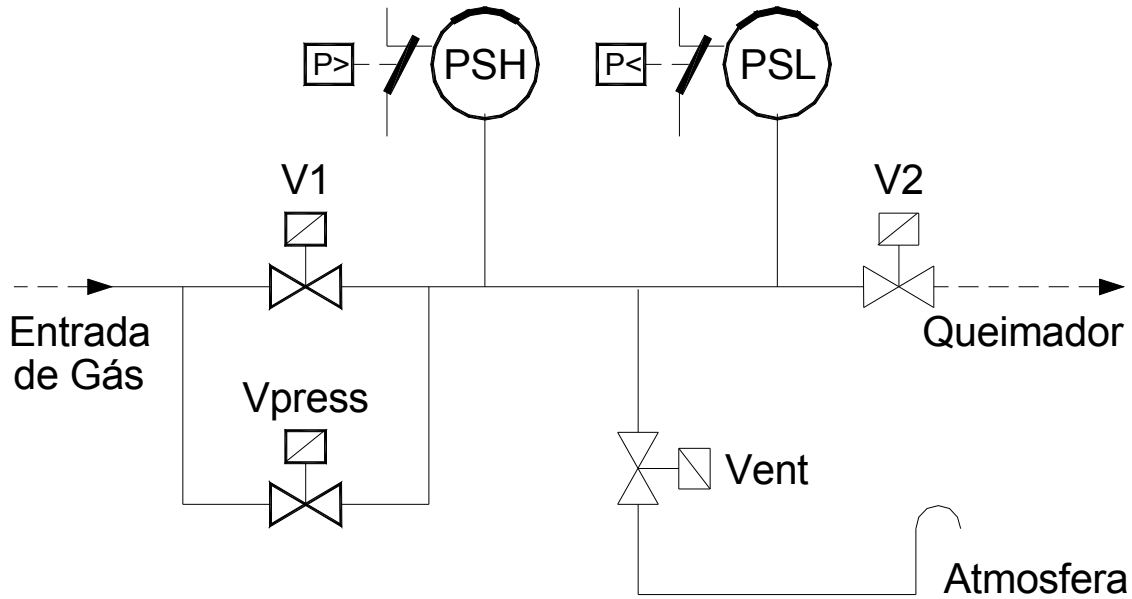 P>
PSH
P<
PSL
V1
V2
Entrada
de Gás
Queimador
Vpress
Vent
Atmosfera